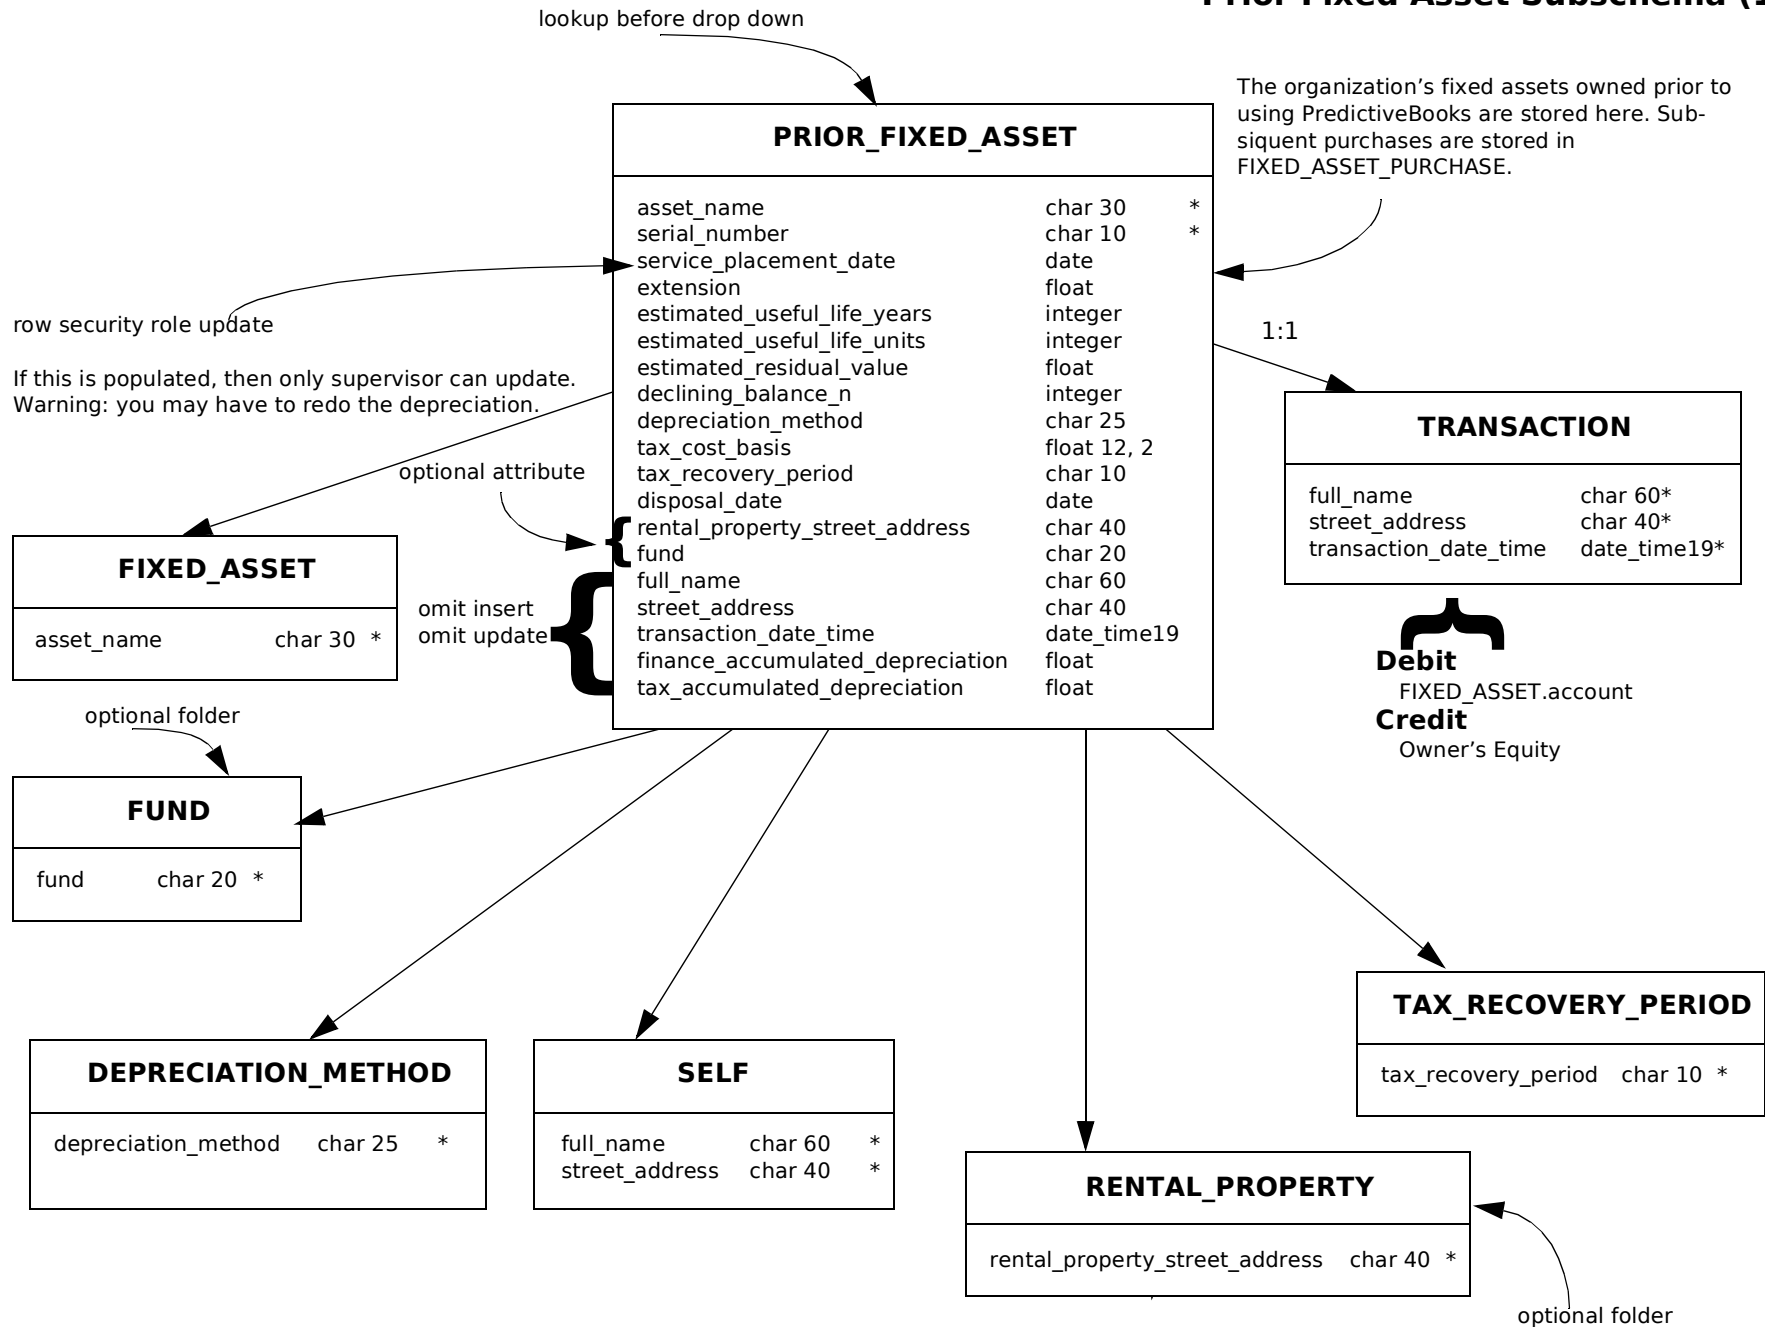 lookup before drop down
Prior Fixed Asset Subschema (1
The organization’s fixed assets owned prior to
using PredictiveBooks are stored here. Sub-
siquent purchases are stored in
FIXED_ASSET_PURCHASE.
PRIOR_FIXED_ASSET
asset_name char 30 *
serial_number char 10 *
service_placement_date date
extension float
estimated_useful_life_years integer
estimated_useful_life_units integer
estimated_residual_value float
declining_balance_n integer
depreciation_method char 25
tax_cost_basis float 12, 2
tax_recovery_period char 10
disposal_date date
rental_property_street_address char 40
fund char 20
full_name char 60
street_address char 40
transaction_date_time date_time19
finance_accumulated_depreciation float
tax_accumulated_depreciation float
row security role update
If this is populated, then only supervisor can update.
Warning: you may have to redo the depreciation.
optional attribute
omit insert
omit update
1:1
TRANSACTION
full_name char 60*
street_address char 40*
transaction_date_time date_time19*
Debit
FIXED_ASSET.account
Credit
Owner’s Equity
FIXED_ASSET
asset_name char 30 *
optional folder
FUND
fund char 20 *
DEPRECIATION_METHOD
depreciation_method char 25 *
SELF
full_name char 60 *
street_address char 40 *
TAX_RECOVERY_PERIOD
tax_recovery_period char 10 *
RENTAL_PROPERTY
rental_property_street_address char 40 *
optional folder